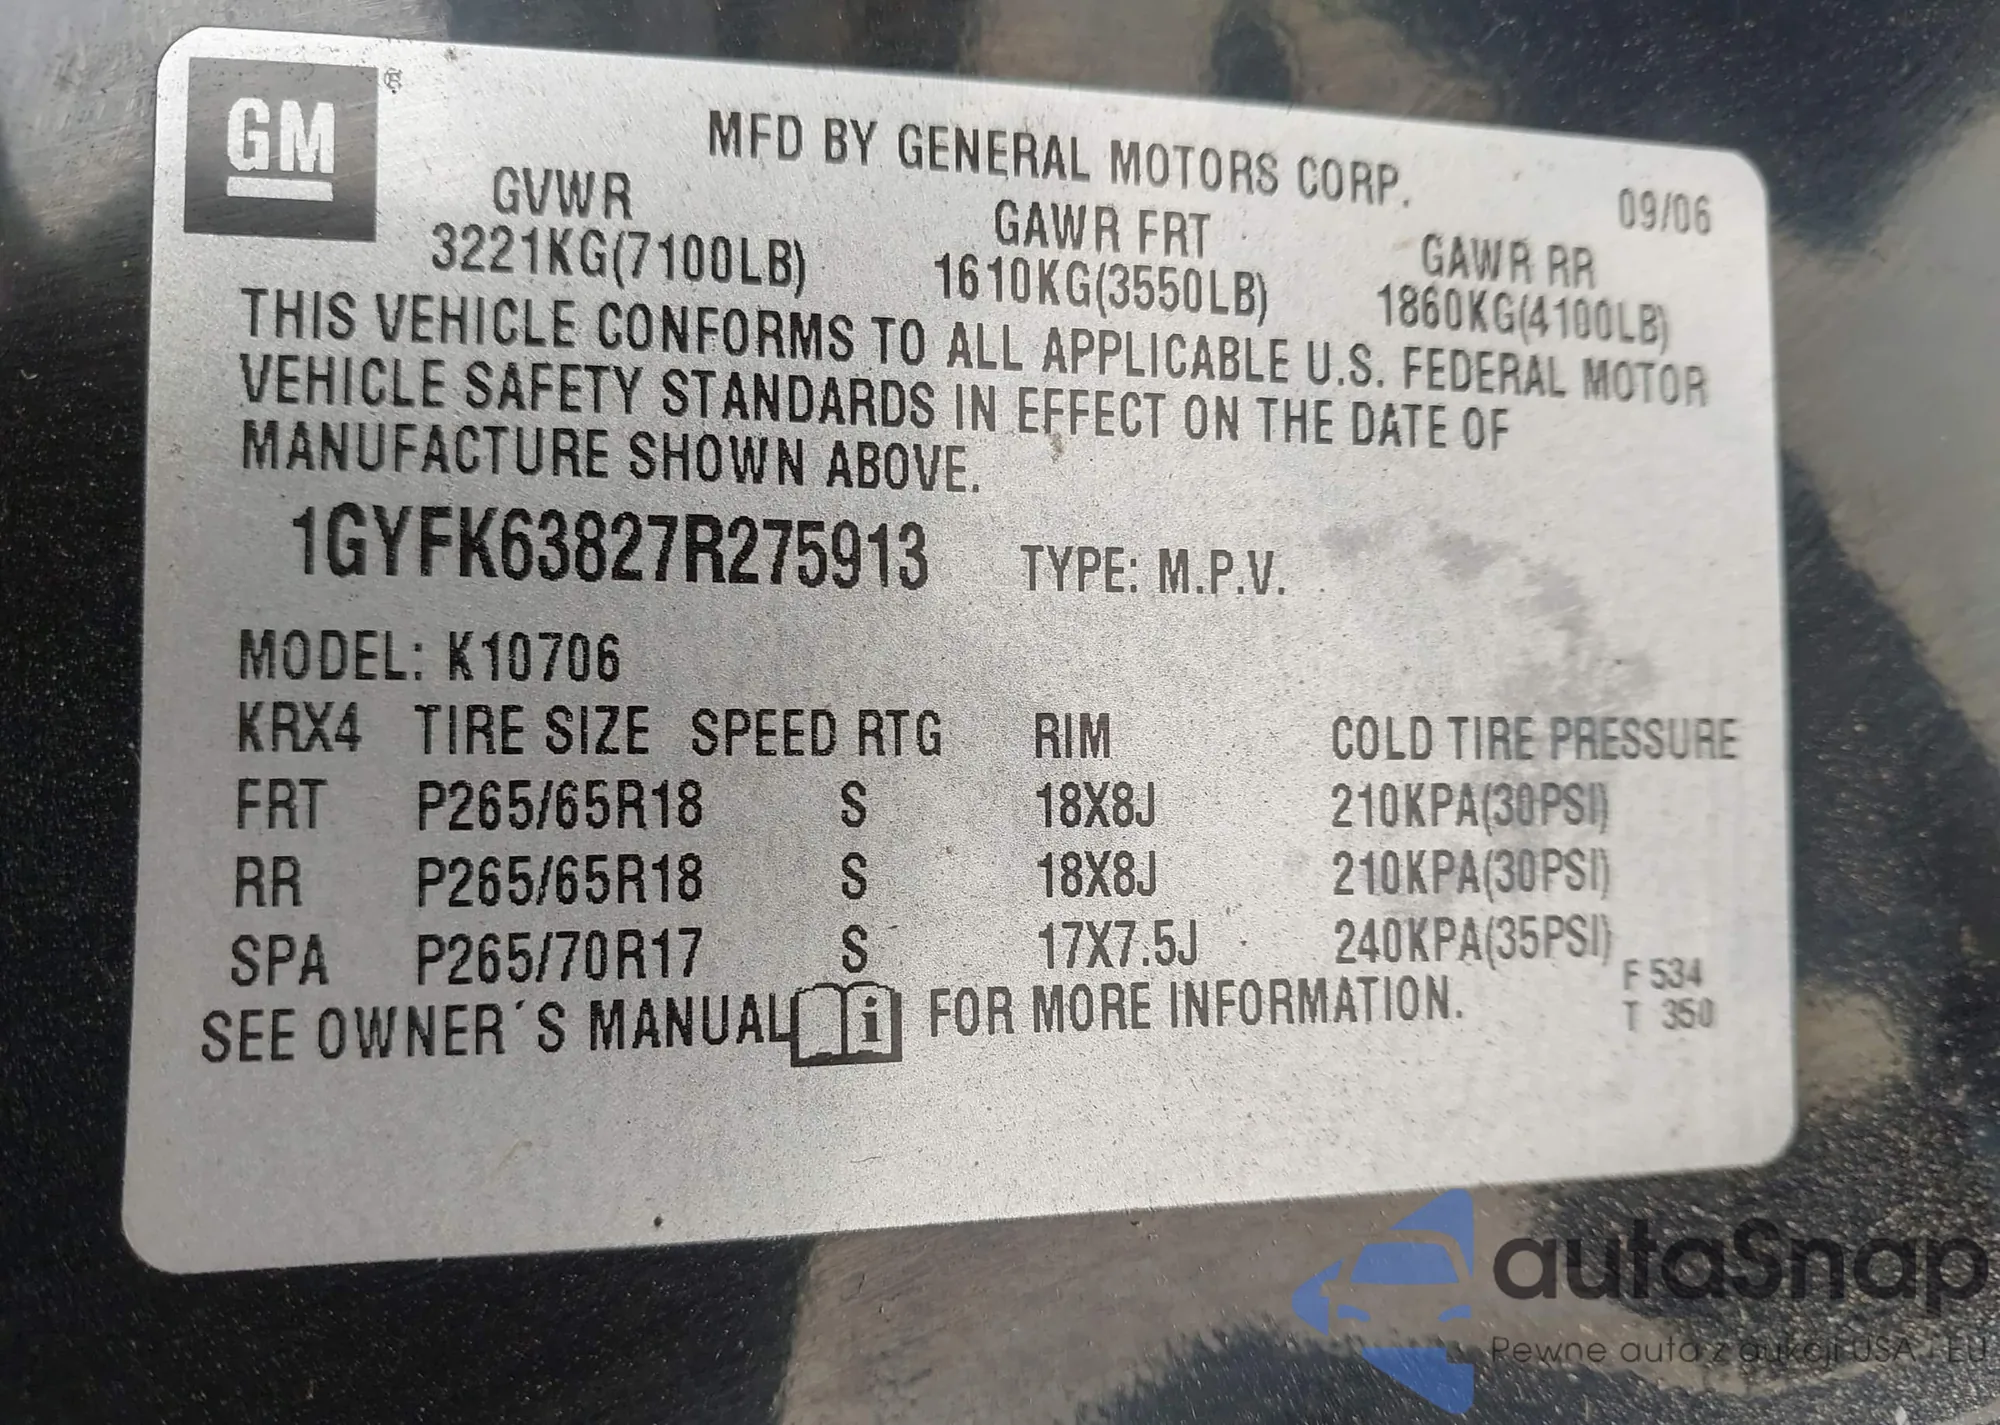 GM ®
MFD BY GENERAL MOTORS CORP.
09/06
GVWR GAWR FRT GAWR RR
3221KG(7100LB) 1610KG(3550LB) 1860KG(4100LB)
THIS VEHICLE CONFORMS TO ALL APPLICABLE U.S. FEDERAL MOTOR
VEHICLE SAFETY STANDARDS IN EFFECT ON THE DATE OF
MANUFACTURE SHOWN ABOVE.
1GYFK63827R275913 TYPE: M.P.V.
MODEL: K10706
KRX4 TIRE SIZE SPEED RTG RIM COLD TIRE PRESSURE
FRT P265/65R18 S 18X8J 210KPA(30PSI)
RR P265/65R18 S 18X8J 210KPA(30PSI)
SPA P265/70R17 S 17X7.5J 240KPA(35PSI)
SEE OWNER´S MANUAL i FOR MORE INFORMATION.
F 534
T 350
autaSnap
Pewne auta z aukcji USA i EU